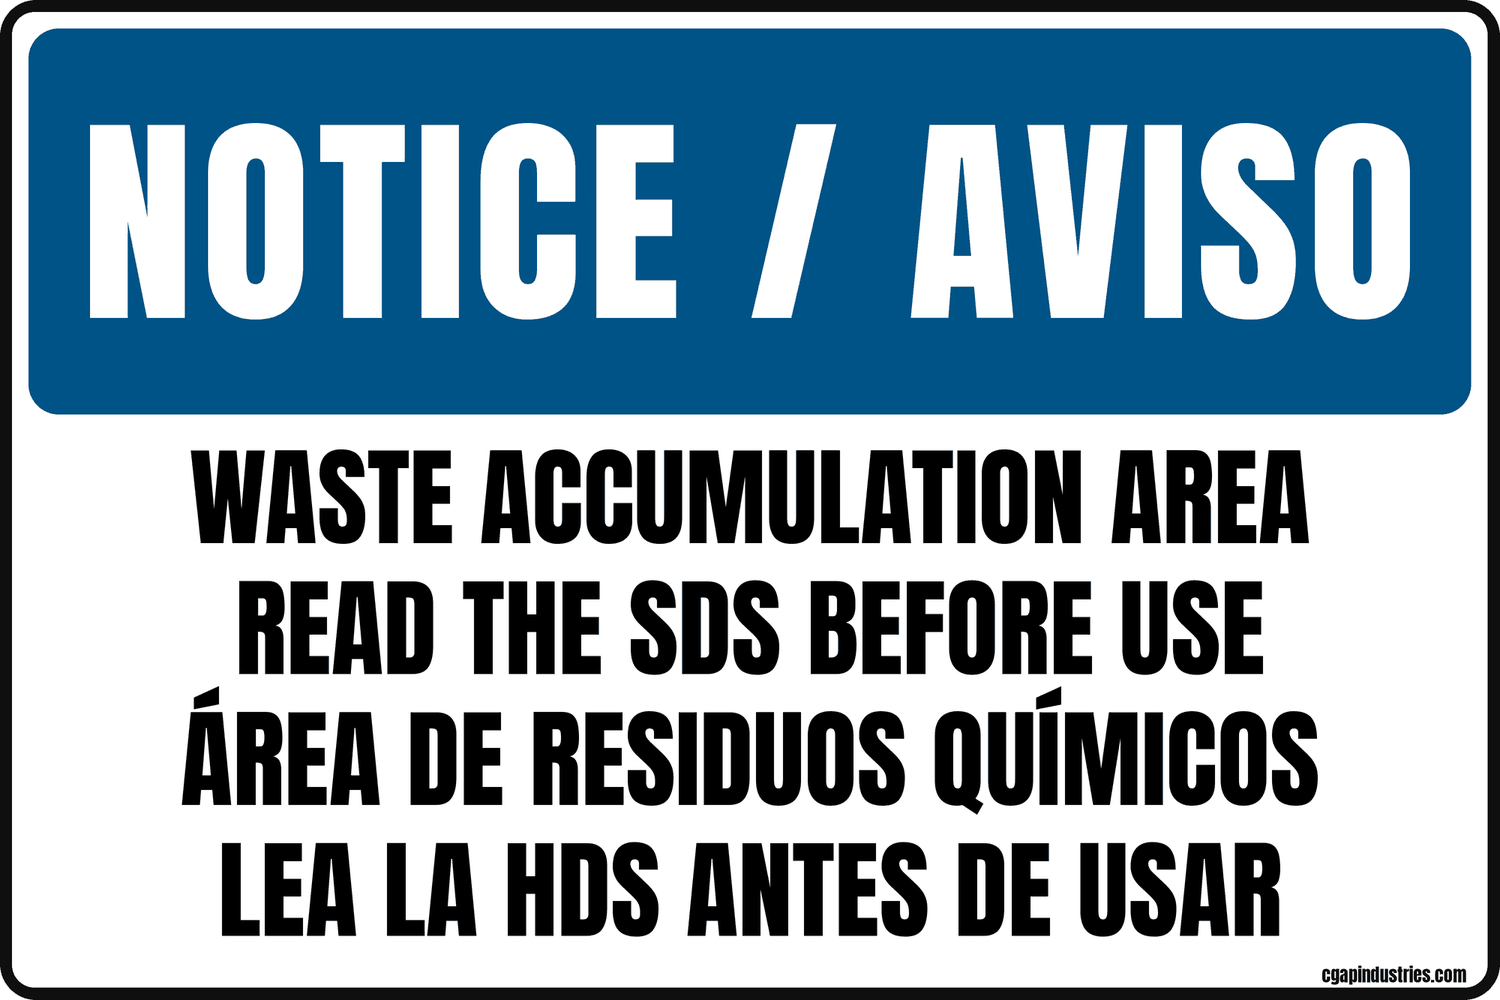 NOTICE / AVISO
WASTE ACCUMULATION AREA
READ THE SDS BEFORE USE
ÁREA DE RESIDUOS QUÍMICOS
LEA LA HDS ANTES DE USAR
cgapindustries.com